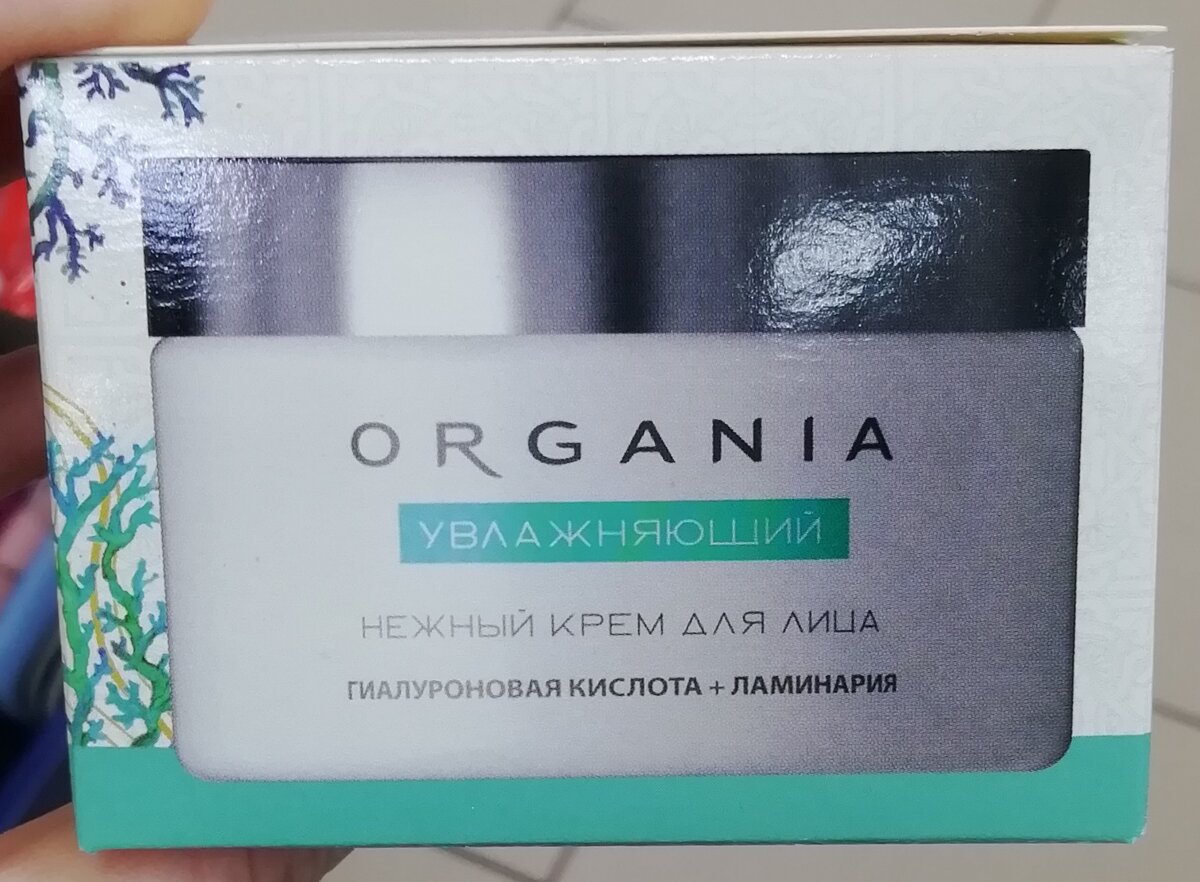 ORGANIA
УВЛАЖНЯЮЩИЙ
НЕЖНЫЙ КРЕМ ДЛЯ ЛИЦА
ГИАЛУРОНОВАЯ КИСЛОТА + ЛАМИНАРИЯ